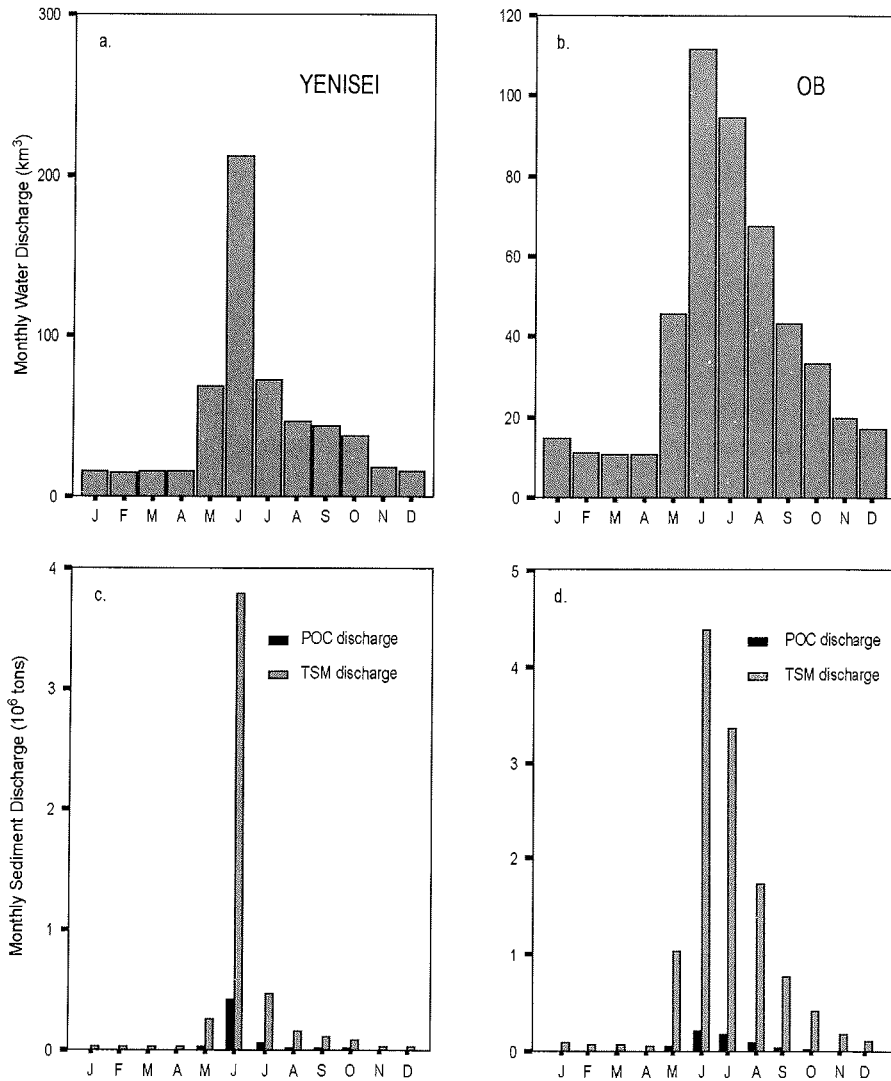 a.
YENISEI
Monthly Water Discharge (km³)
300
200
100
0
J F M A M J J A S O N D
b.
OB
120
100
80
60
40
20
0
J F M A M J J A S O N D
c.
POC discharge
TSM discharge
Monthly Sediment Discharge (10⁶ tons)
4
3
2
1
0
J F M A M J J A S O N D
d.
POC discharge
TSM discharge
5
4
3
2
1
0
J F M A M J J A S O N D